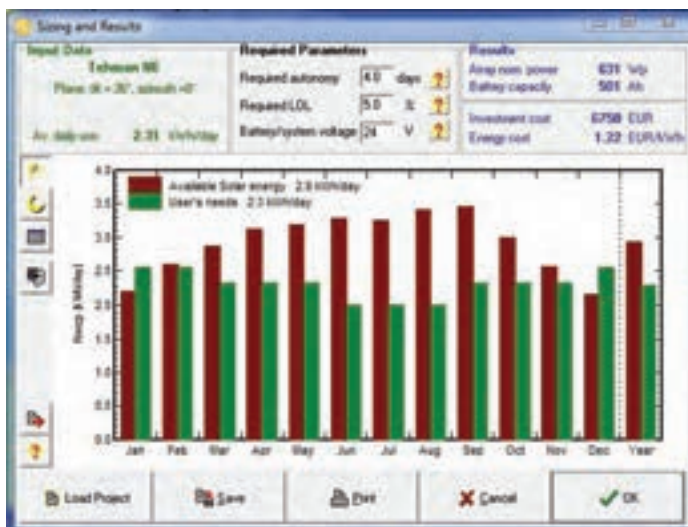 Sizing and Results
Input Data
Plane: tilt = 35°, azimuth =0°
Av. daily use: 2.31 kWh/day
Required Parameters
Required autonomy 4.0 days ?
Required LOL 5.0 % ?
Battery/system voltage 24 V ?
Results
Array nom. power 631 Wp
Battery capacity 501 Ah
Investment cost 6750 EUR
Energy cost 1.22 EUR/kWh
Available Solar energy 2.9 kWh/day
User's needs 2.3 kWh/day
4.0
3.5
3.0
2.5
2.0
1.5
1.0
0.5
0.0
Jan Feb Mar Apr May Jun Jul Aug Sep Oct Nov Dec Year
Load Project Save Print Cancel OK